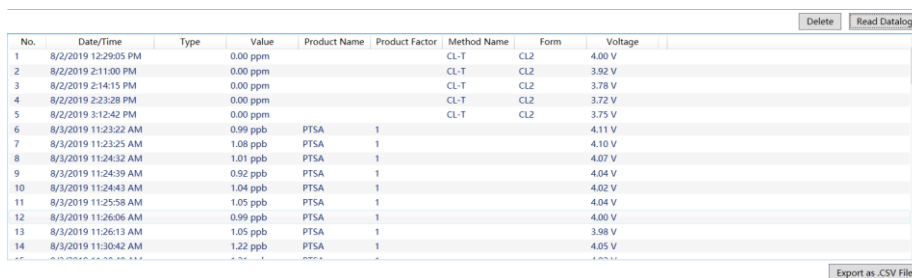 Delete Read Datalog
No. Date/Time Type Value Product Name Product Factor Method Name Form Voltage
1 8/2/2019 12:29:05 PM 0.00 ppm CL-T CL2 4.00 V
2 8/2/2019 2:11:00 PM 0.00 ppm CL-T CL2 3.92 V
3 8/2/2019 2:14:15 PM 0.00 ppm CL-T CL2 3.78 V
4 8/2/2019 2:23:28 PM 0.00 ppm CL-T CL2 3.72 V
5 8/2/2019 3:12:42 PM 0.00 ppm CL-T CL2 3.75 V
6 8/3/2019 11:23:22 AM 0.99 ppb PTSA 1 4.11 V
7 8/3/2019 11:23:25 AM 1.08 ppb PTSA 1 4.10 V
8 8/3/2019 11:24:32 AM 1.01 ppb PTSA 1 4.07 V
9 8/3/2019 11:24:39 AM 0.92 ppb PTSA 1 4.04 V
10 8/3/2019 11:24:43 AM 1.04 ppb PTSA 1 4.02 V
11 8/3/2019 11:25:58 AM 1.05 ppb PTSA 1 4.04 V
12 8/3/2019 11:26:06 AM 0.99 ppb PTSA 1 4.00 V
13 8/3/2019 11:26:13 AM 1.05 ppb PTSA 1 3.98 V
14 8/3/2019 11:30:42 AM 1.22 ppb PTSA 1 4.05 V
Export as .CSV File